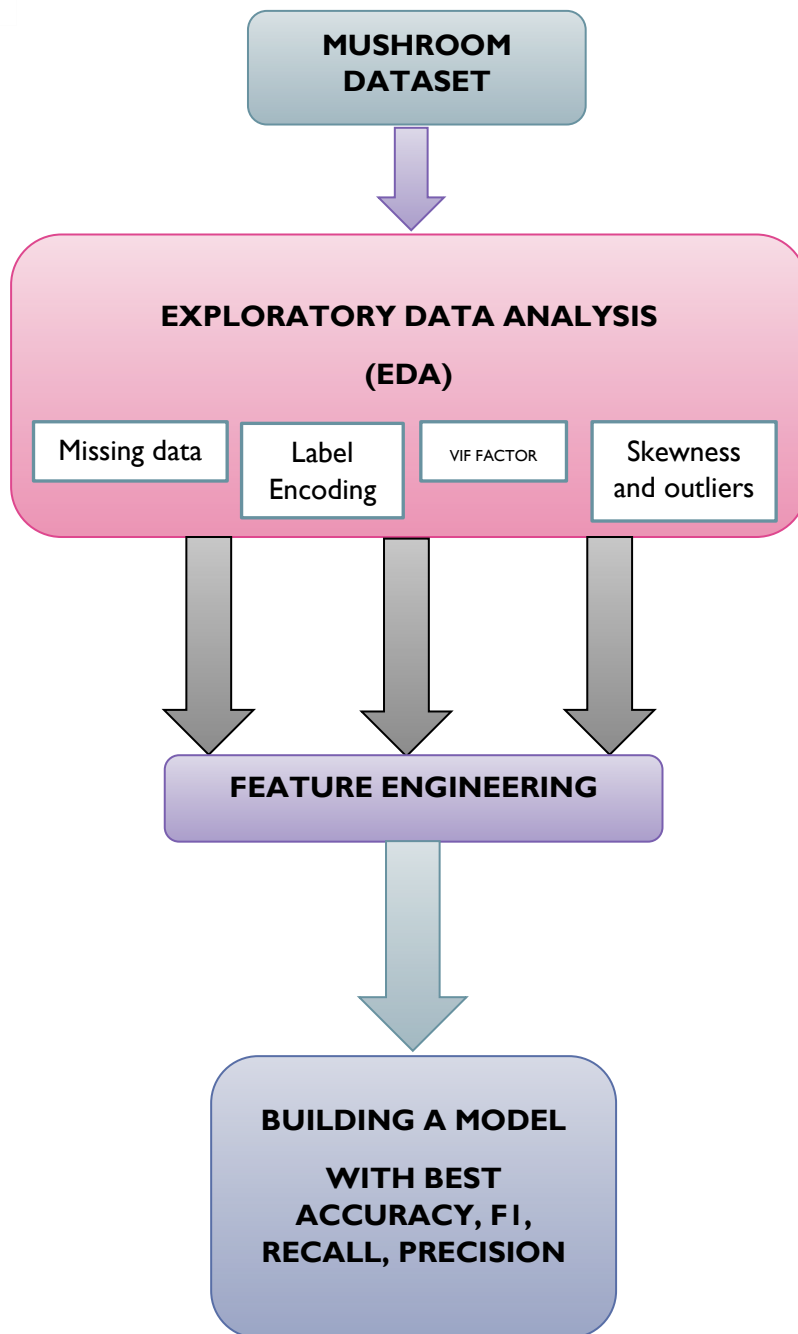 MUSHROOM
DATASET
EXPLORATORY DATA ANALYSIS
(EDA)
Missing data
Label
Encoding
VIF FACTOR
Skewness
and outliers
FEATURE ENGINEERING
BUILDING A MODEL
WITH BEST
ACCURACY, F1,
RECALL, PRECISION